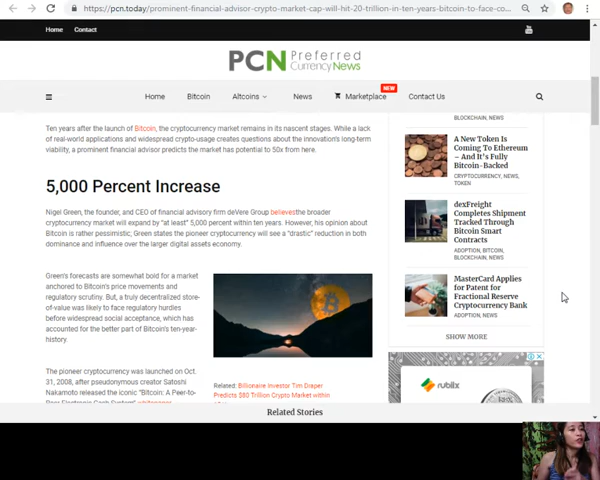 https://pcn.today/prominent-financial-advisor-crypto-market-cap-will-hit-20-trillion-in-ten-years-bitcoin-to-face-co...
Home Contact
PCN Preferred
Currency News
Home Bitcoin Altcoins News Marketplace NEW Contact Us
Ten years after the launch of Bitcoin, the cryptocurrency market remains in its nascent stages. While a lack
of real-world applications and widespread crypto-usage creates questions about the innovation's long-term
viability, a prominent financial advisor predicts the market has potential to 50x from here.
5,000 Percent Increase
Nigel Green, the founder, and CEO of financial advisory firm deVere Group believesthe broader
cryptocurrency market will expand by "at least" 5,000 percent within ten years. However, his opinion about
Bitcoin is rather pessimistic; Green states the pioneer cryptocurrency will see a "drastic" reduction in both
dominance and influence over the larger digital assets economy.
Green's forecasts are somewhat bold for a market
anchored to Bitcoin's price movements and
regulatory scrutiny. But, a truly decentralized store-
of-value was likely to face regulatory hurdles
before widespread social acceptance, which has
accounted for the better part of Bitcoin's ten-year-
history.
The pioneer cryptocurrency was launched on Oct.
31, 2008, after pseudonymous creator Satoshi
Nakamoto released the iconic "Bitcoin: A Peer-to-
Peer Electronic Cash System" whitepaper
Related: Billionaire Investor Tim Draper
Predicts $80 Trillion Crypto Market within
BLOCKCHAIN, NEWS
A New Token Is
Coming To Ethereum
– And It's Fully
Bitcoin-Backed
CRYPTOCURRENCY, NEWS,
TOKEN
dexFreight
Completes Shipment
Tracked Through
Bitcoin Smart
Contracts
ADOPTION, BITCOIN,
BLOCKCHAIN, NEWS
MasterCard Applies
for Patent for
Fractional Reserve
Cryptocurrency Bank
ADOPTION, NEWS
SHOW MORE
rublix
Related Stories